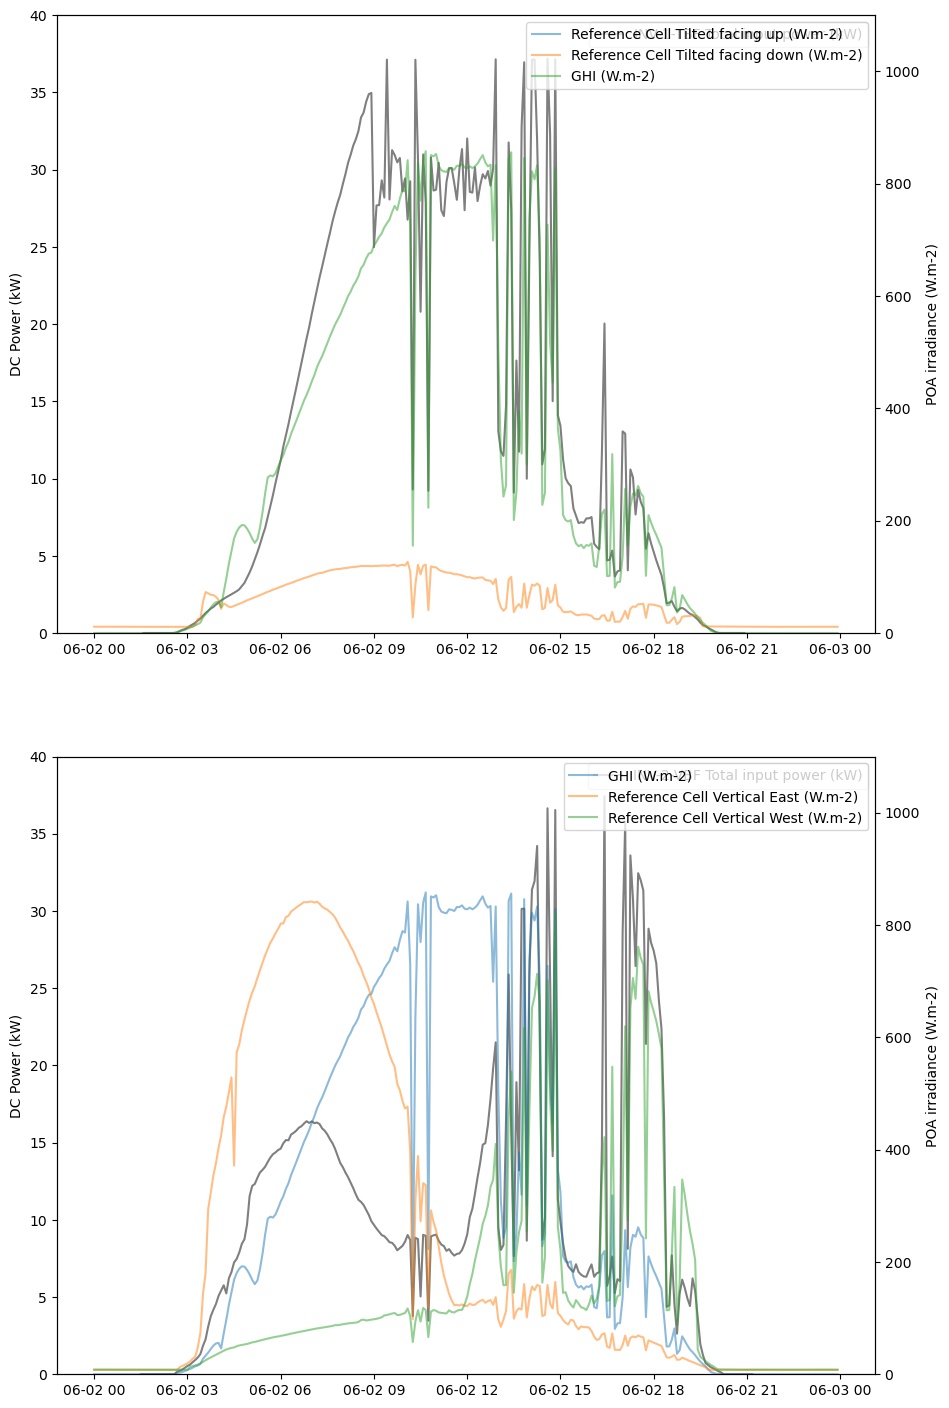 40
35
30
25
20
15
10
5
0
DC Power (kW)
Reference Cell Tilted facing up (W.m-2)
Reference Cell Tilted facing down (W.m-2)
GHI (W.m-2)
1000
800
600
400
200
0
POA irradiance (W.m-2)
06-02 00 06-02 03 06-02 06 06-02 09 06-02 12 06-02 15 06-02 18 06-02 21 06-03 00
40
35
30
25
20
15
10
5
0
DC Power (kW)
GHI (W.m-2)
Total input power (kW)
Reference Cell Vertical East (W.m-2)
Reference Cell Vertical West (W.m-2)
1000
800
600
400
200
0
POA irradiance (W.m-2)
06-02 00 06-02 03 06-02 06 06-02 09 06-02 12 06-02 15 06-02 18 06-02 21 06-03 00